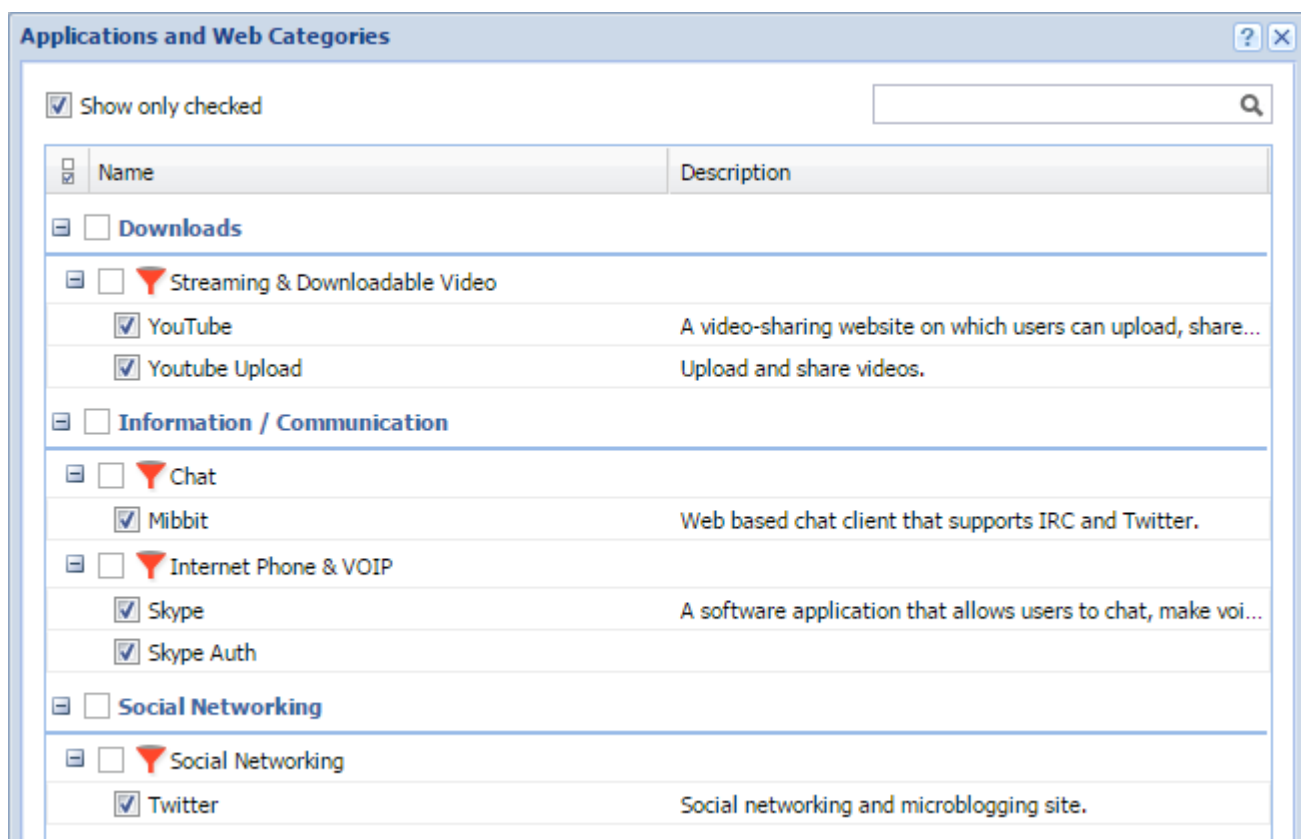 Applications and Web Categories
Show only checked
Name Description
Downloads
Streaming & Downloadable Video
YouTube A video-sharing website on which users can upload, share...
Youtube Upload Upload and share videos.
Information / Communication
Chat
Mibbit Web based chat client that supports IRC and Twitter.
Internet Phone & VOIP
Skype A software application that allows users to chat, make voi...
Skype Auth
Social Networking
Social Networking
Twitter Social networking and microblogging site.